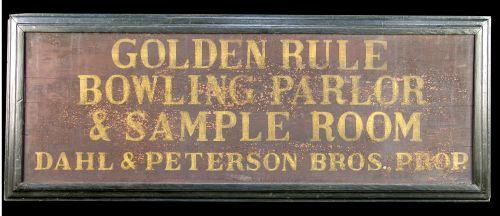 GOLDEN RULE
BOWLING PARLOR
& SAMPLE ROOM
DAHL & PETERSON BROS., PROP